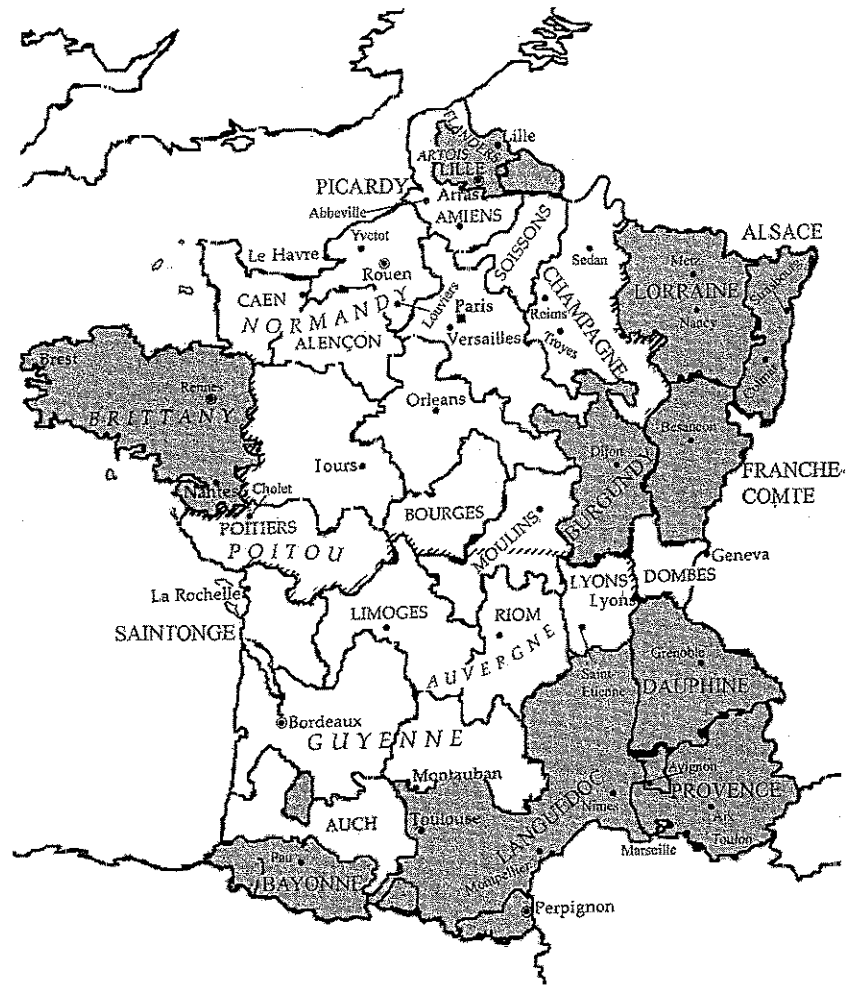 FLANDERS
Lille
ARTOIS
LILLE
PICARDY
Arras
Abbeville
AMIENS
SOISSONS
Yvctot
ALSACE
Le Havre
Sedan
Metz
Rouen
LORRAINE
Strasbourg
CAEN
CHAMPAGNE
Reims
Louviers
Paris
NORMANDY
Nancy
ALENÇON
Versailles
Troyes
Brest
Colmar
Rennes
Orleans
BRITTANY
Besancon
Dijon
Tours
BURGUNDY
FRANCHE-
COMTE
Nantes
Cholet
BOURGES
MOULINS
POITIERS
POITOU
Geneva
LYONS
DOMBES
La Rochelle
Lyons
LIMOGES
RIOM
SAINTONGE
AUVERGNE
Grenoble
Saint-
Etienne
DAUPHINE
Bordeaux
GUYENNE
Avignon
Montauban
PROVENCE
LANGUEDOC
Nimes
Aix
AUCH
Toulouse
Toulon
Marseille
Pau
BAYONNE
Montpellier
Perpignon